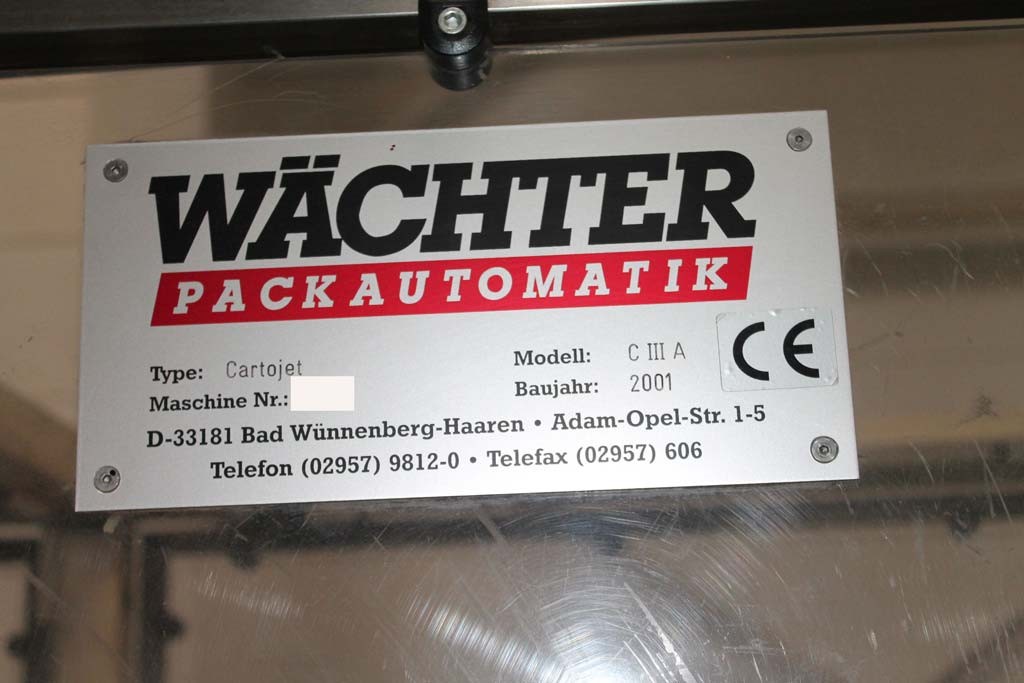 WÄCHTER
PACKAUTOMATIK
Type: Cartojet Modell: C III A
Maschine Nr.: Baujahr: 2001
CE
D-33181 Bad Wünnenberg-Haaren • Adam-Opel-Str. 1-5
Telefon (02957) 9812-0 • Telefax (02957) 606